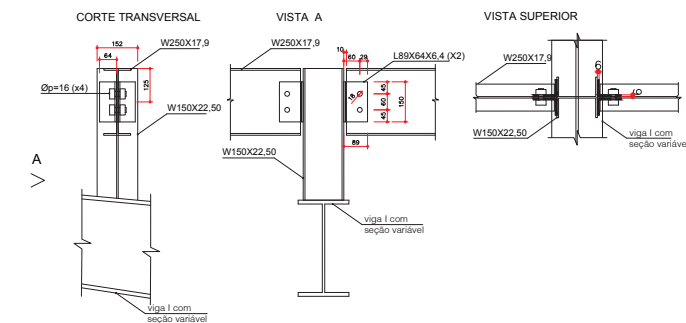 CORTE TRANSVERSAL
152
64
W250X17,9
Øp=16 (x4)
125
W150X22,50
A
viga I com
seção variável
VISTA A
W250X17,9
10
60
29
L89X64X6,4 (X2)
18
45
60
45
150
89
W150X22,50
viga I com
seção variável
VISTA SUPERIOR
W250X17,9
W150X22,50
viga I com
seção variável